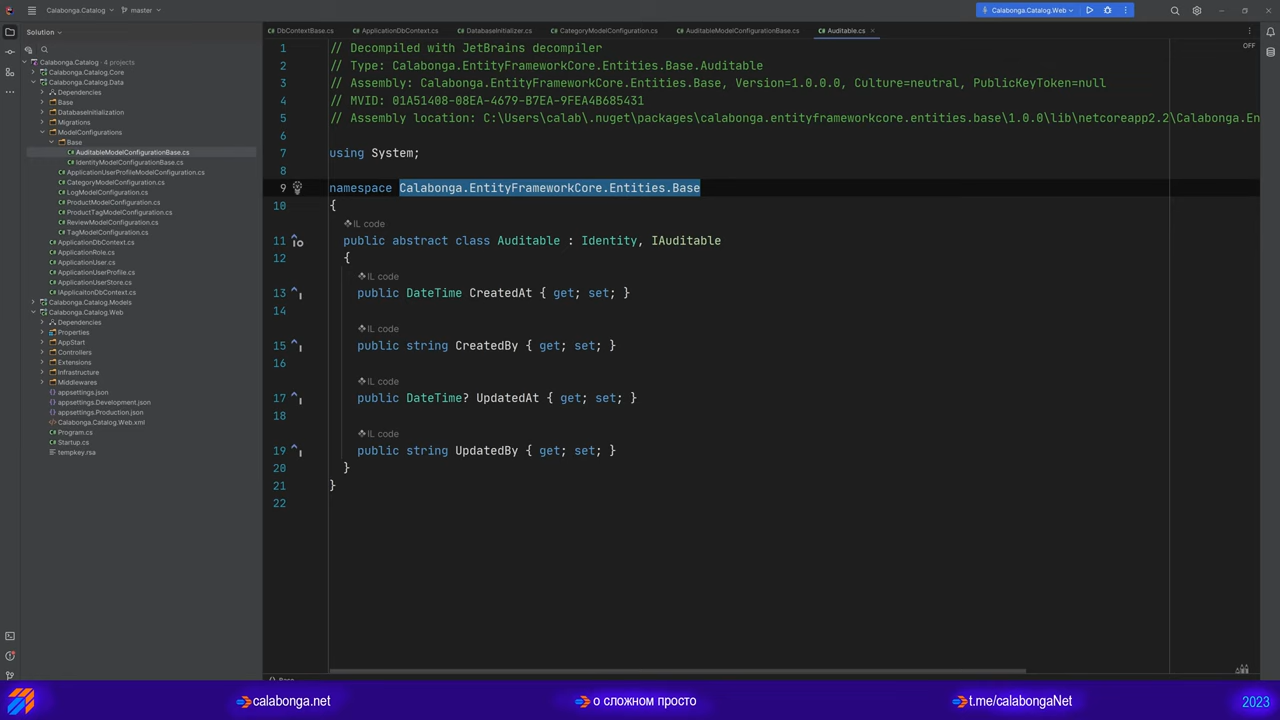 Calabonga.Catalog
master
Calabonga.Catalog.Web
Solution
DbContextBase.cs
ApplicationDbContext.cs
DatabaseInitializer.cs
CategoryModelConfiguration.cs
AuditableModelConfigurationBase.cs
Auditable.cs
OFF
Calabonga.Catalog 4 projects
Calabonga.Catalog.Core
Calabonga.Catalog.Data
Dependencies
Base
DatabaseInitialization
Migrations
ModelConfigurations
Base
AuditableModelConfigurationBase.cs
IdentityModelConfigurationBase.cs
ApplicationUserProfileModelConfiguration.cs
CategoryModelConfiguration.cs
LogModelConfiguration.cs
ProductModelConfiguration.cs
ProductTagModelConfiguration.cs
ReviewModelConfiguration.cs
TagModelConfiguration.cs
ApplicationDbContext.cs
ApplicationRole.cs
ApplicationUser.cs
ApplicationUserProfile.cs
ApplicationUserStore.cs
IApplicaitonDbContext.cs
Calabonga.Catalog.Models
Calabonga.Catalog.Web
Dependencies
Properties
AppStart
Controllers
Extensions
Infrastructure
Middlewares
appsettings.json
appsettings.Development.json
appsettings.Production.json
Calabonga.Catalog.Web.xml
Program.cs
Startup.cs
tempkey.rsa
1 // Decompiled with JetBrains decompiler
2 // Type: Calabonga.EntityFrameworkCore.Entities.Base.Auditable
3 // Assembly: Calabonga.EntityFrameworkCore.Entities.Base, Version=1.0.0.0, Culture=neutral, PublicKeyToken=null
4 // MVID: 01A51408-08EA-4679-B7EA-9FEA4B685431
5 // Assembly location: C:\Users\calab\.nuget\packages\calabonga.entityframeworkcore.entities.base\1.0.0\lib\netcoreapp2.2\Calabonga.En
6
7 using System;
8
9 namespace Calabonga.EntityFrameworkCore.Entities.Base
10 {
IL code
11 public abstract class Auditable : Identity, IAuditable
12 {
IL code
13 public DateTime CreatedAt { get; set; }
14
IL code
15 public string CreatedBy { get; set; }
16
IL code
17 public DateTime? UpdatedAt { get; set; }
18
IL code
19 public string UpdatedBy { get; set; }
20 }
21 }
22
calabonga.net
о сложном просто
t.me/calabongaNet
2023